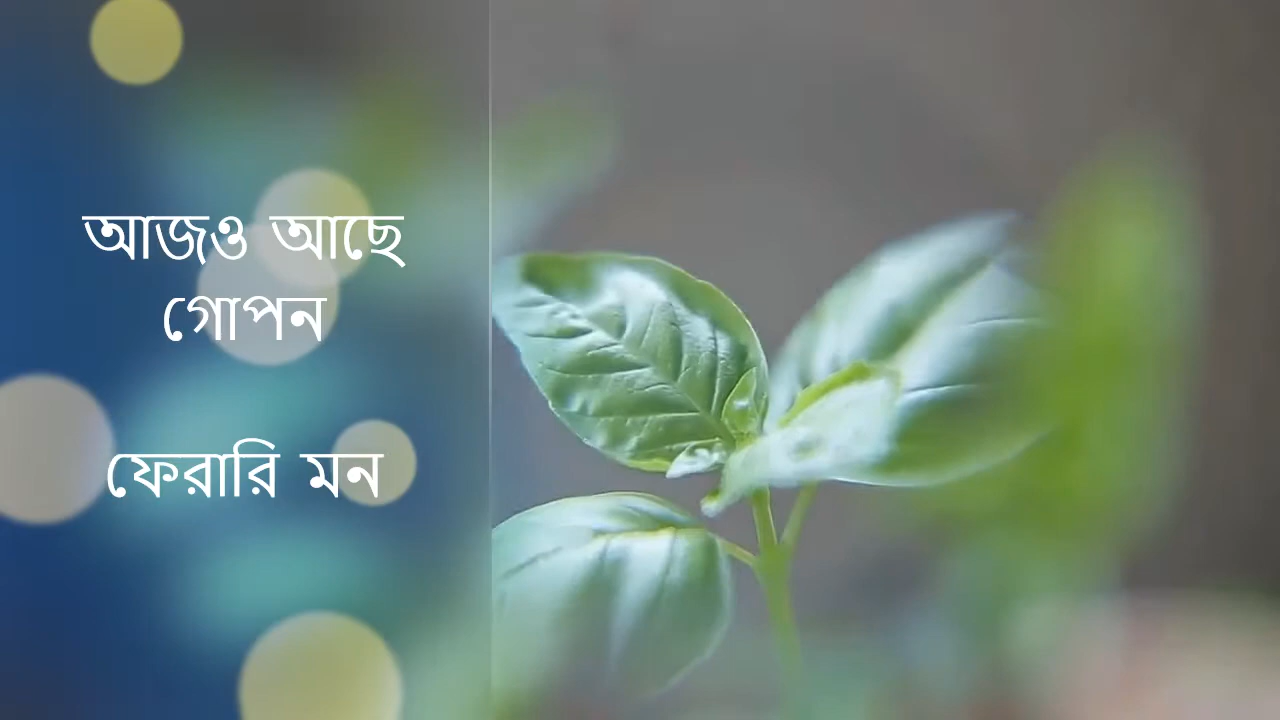 আজও আছে
গোপন
ফেরারি মন